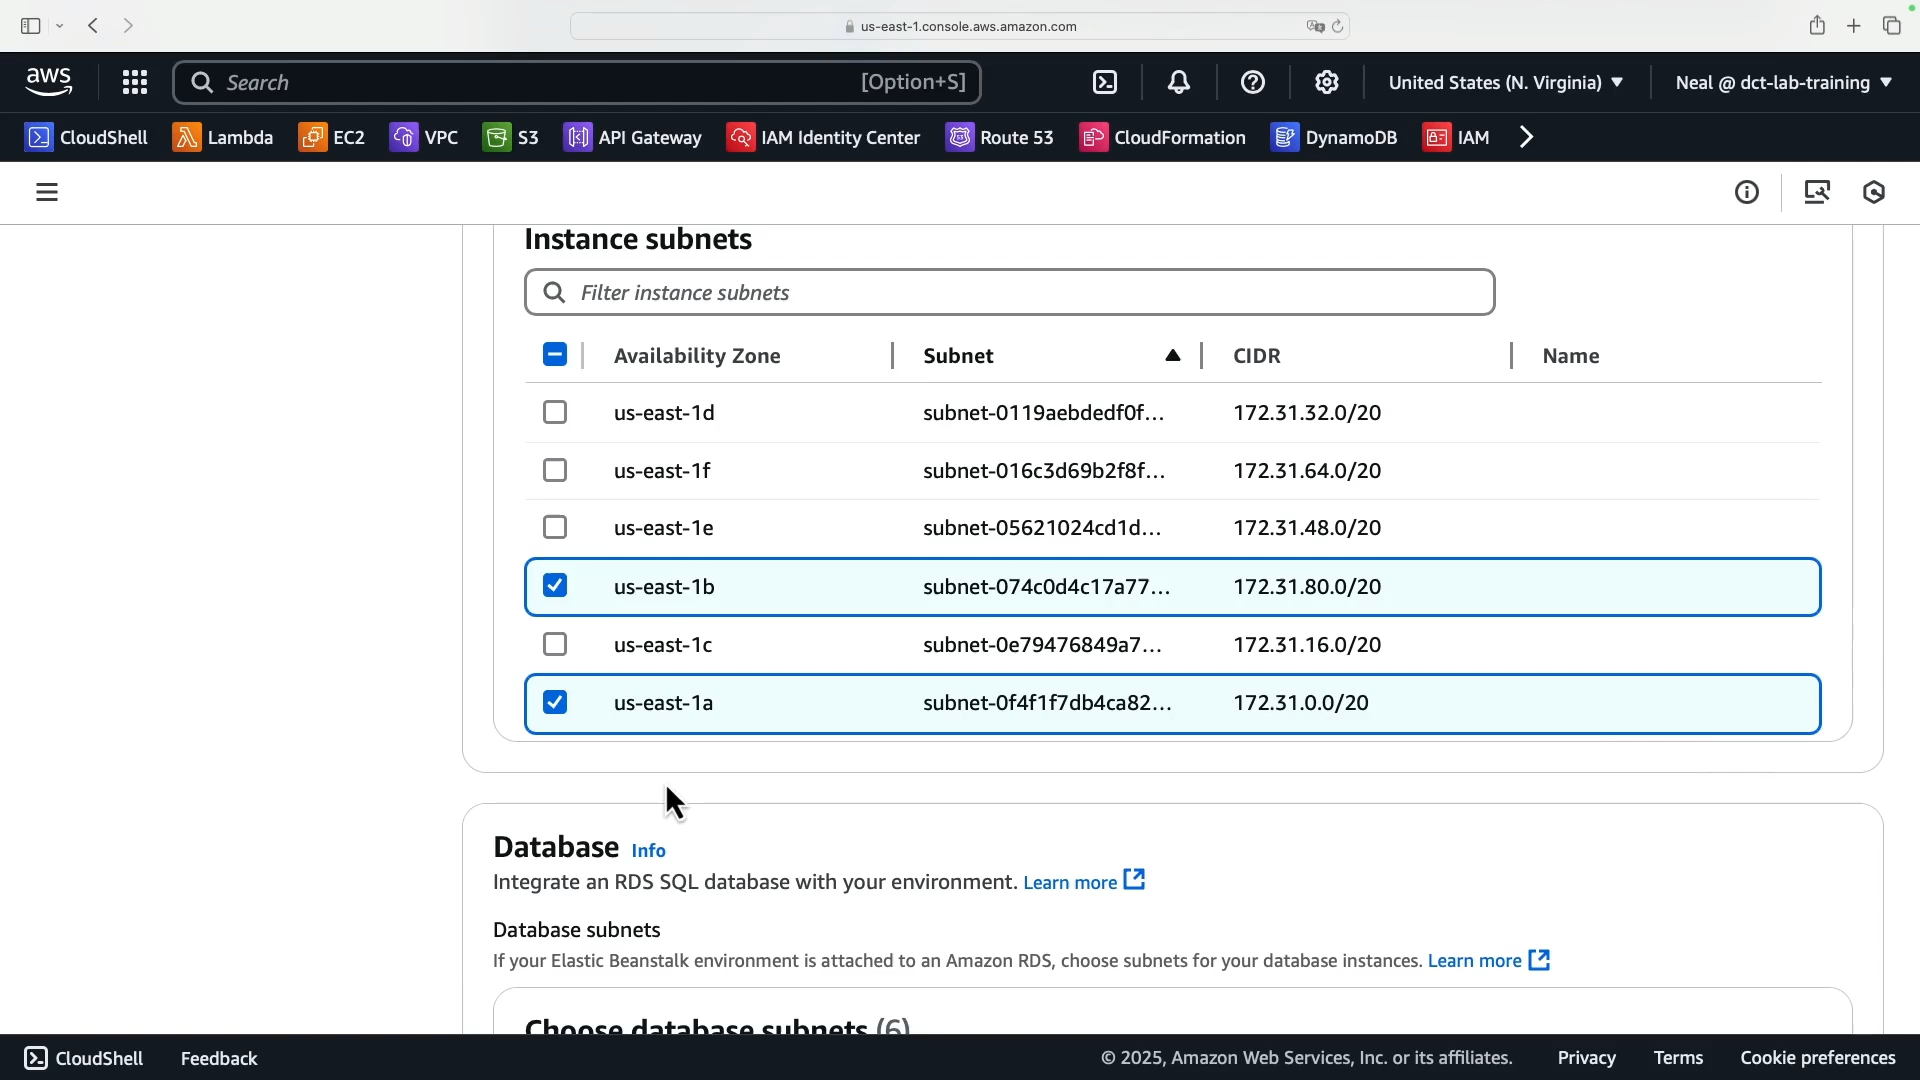 us-east-1.console.aws.amazon.com
aws
Search [Option+S]
United States (N. Virginia) ▼
Neal @ dct-lab-training ▼
CloudShell Lambda EC2 VPC S3 API Gateway IAM Identity Center Route 53 CloudFormation DynamoDB IAM
Instance subnets
Filter instance subnets
Availability Zone Subnet ▲ CIDR Name
us-east-1d subnet-0119aebdedf0f... 172.31.32.0/20
us-east-1f subnet-016c3d69b2f8f... 172.31.64.0/20
us-east-1e subnet-05621024cd1d... 172.31.48.0/20
us-east-1b subnet-074c0d4c17a77... 172.31.80.0/20
us-east-1c subnet-0e79476849a7... 172.31.16.0/20
us-east-1a subnet-0f4f1f7db4ca82... 172.31.0.0/20
Database Info
Integrate an RDS SQL database with your environment. Learn more
Database subnets
If your Elastic Beanstalk environment is attached to an Amazon RDS, choose subnets for your database instances. Learn more
Choose database subnets (6)
CloudShell Feedback © 2025, Amazon Web Services, Inc. or its affiliates. Privacy Terms Cookie preferences